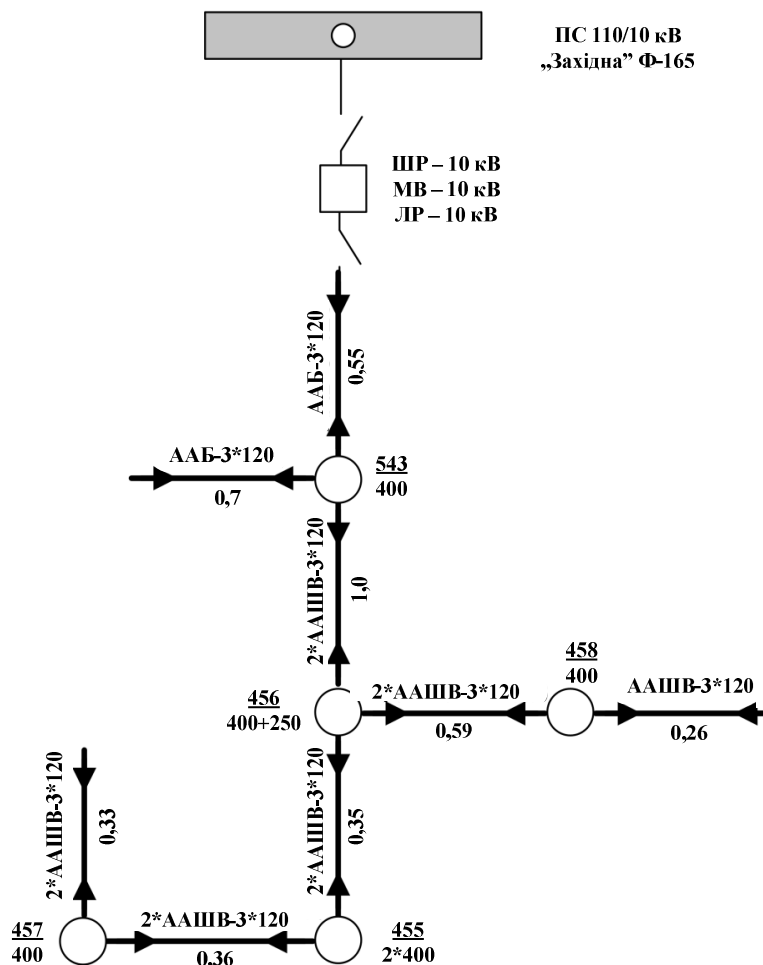 ПС 110/10 кВ
„Західна” Ф-165
ШР – 10 кВ
МВ – 10 кВ
ЛР – 10 кВ
ААБ-3*120
0,55
ААБ-3*120
0,7
543
400
2*ААШВ-3*120
1,0
456
400+250
2*ААШВ-3*120
0,59
458
400
ААШВ-3*120
0,26
2*ААШВ-3*120
0,33
2*ААШВ-3*120
0,35
457
400
2*ААШВ-3*120
0,36
455
2*400